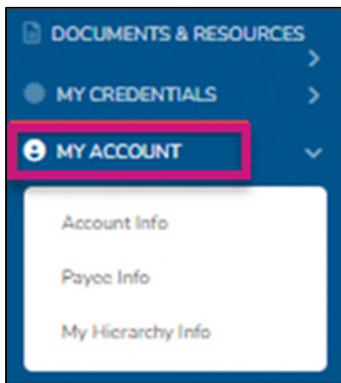 DOCUMENTS & RESOURCES
MY CREDENTIALS
MY ACCOUNT
Account Info
Payee Info
My Hierarchy Info